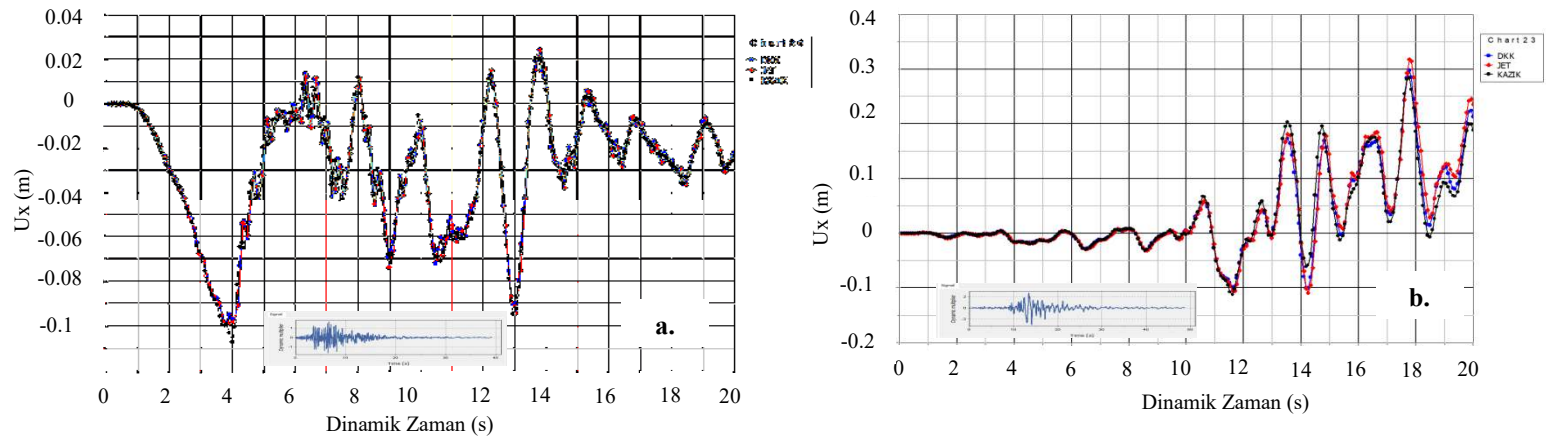 0.04
0.02
0
-0.02
-0.04
-0.06
-0.08
-0.1
Ux (m)
0 2 4 6 8 10 12 14 16 18 20
Dinamik Zaman (s)
a.
0.4
0.3
0.2
0.1
0
-0.1
-0.2
Ux (m)
0 2 4 6 8 10 12 14 16 18 20
Dinamik Zaman (s)
b.
Chart 23
DKK
JET
KAZIK